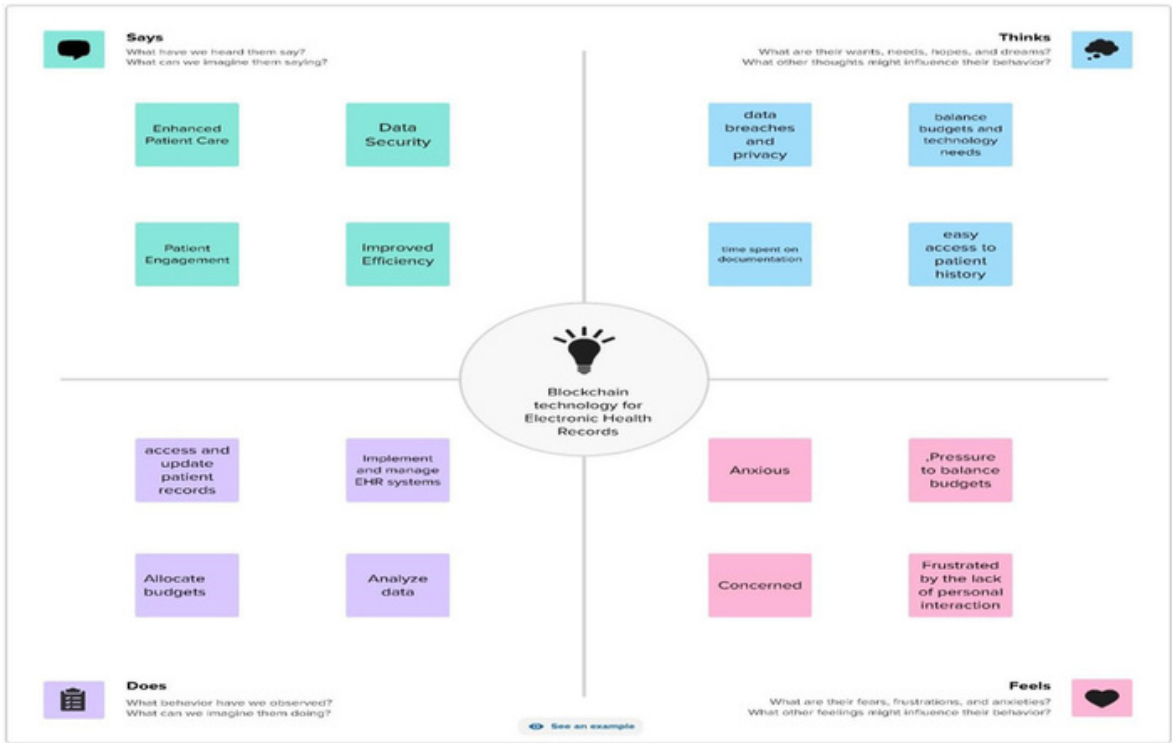 Says
What have we heard them say?
What can we imagine them saying?
Thinks
What are their wants, needs, hopes, and dreams?
What other thoughts might influence their behavior?
Enhanced
Patient Care
Data
Security
data
breaches
and
privacy
balance
budgets and
technology
needs
Patient
Engagement
Improved
Efficiency
time spent on
documentation
easy
access to
patient
history
Blockchain
technology for
Electronic Health
Records
access and
update
patient
records
Implement
and manage
EHR systems
Anxious
,Pressure
to balance
budgets
Allocate
budgets
Analyze
data
Concerned
Frustrated
by the lack
of personal
interaction
Does
What behavior have we observed?
What can we imagine them doing?
Feels
What are their fears, frustrations, and anxieties?
What other feelings might influence their behavior?
See an example